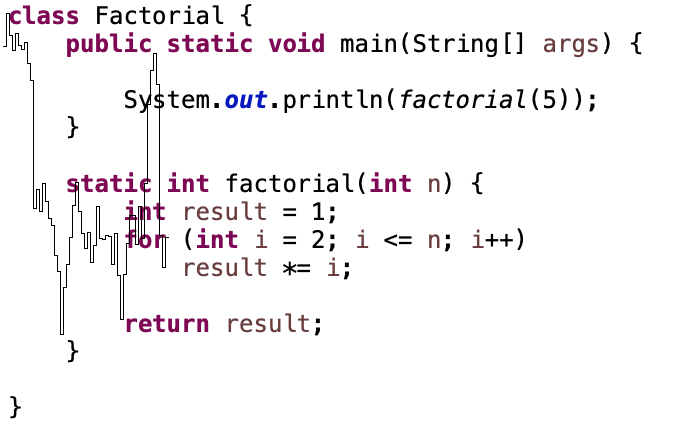 class Factorial {
public static void main(String[] args) {
System.out.println(factorial(5));
}
static int factorial(int n) {
int result = 1;
for (int i = 2; i <= n; i++)
result *= i;
return result;
}
}